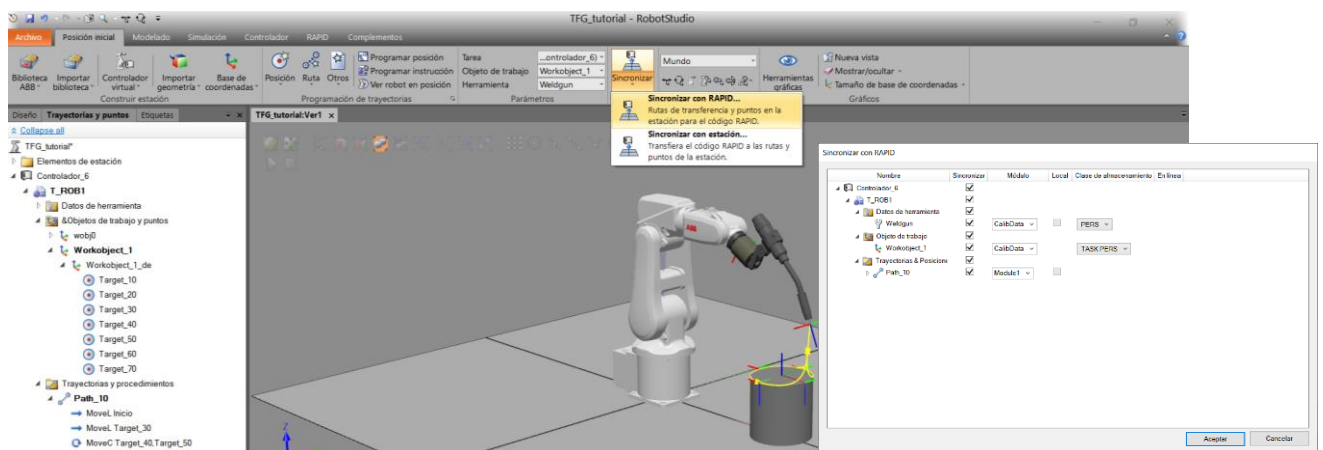 TFG_tutorial - RobotStudio
Archivo Posición inicial Modelado Simulación Controlador RAPID Complementos
Biblioteca ABB
Importar biblioteca
Controlador virtual
Importar geometría
Base de coordenadas
Construir estación
Posición Ruta Otros
Programar posición
Programar instrucción
Ver robot en posición
Programación de trayectorias
Tarea ...ontrolador_6)
Objeto de trabajo Workobject_1
Herramienta Weldgun
Parámetros
Sincronizar
Mundo
Herramientas gráficas
Nueva vista
Mostrar/ocultar
Tamaño de base de coordenadas
Gráficos
Sincronizar con RAPID...
Rutas de transferencia y puntos en la
estación para el código RAPID.
Sincronizar con estación...
Transfiera el código RAPID a las rutas y
puntos de la estación.
Diseño Trayectorias y puntos Etiquetas
TFG_tutorial:Ver1
Collapse all
TFG_tutorial*
Elementos de estación
Controlador_6
T_ROB1
Datos de herramienta
&Objetos de trabajo y puntos
wobj0
Workobject_1
Workobject_1_de
Target_10
Target_20
Target_30
Target_40
Target_50
Target_60
Target_70
Trayectorias y procedimientos
Path_10
MoveL Inicio
MoveL Target_30
MoveC Target_40,Target_50
ABB
Z
Sincronizar con RAPID
Nombre Sincronizar Módulo Local Clase de almacenamiento En línea
Controlador_6
T_ROB1
Datos de herramienta
Weldgun CalibData PERS
Objeto de trabajo
Workobject_1 CalibData TASK PERS
Trayectorias & Posicione
Path_10 Module1
Aceptar Cancelar